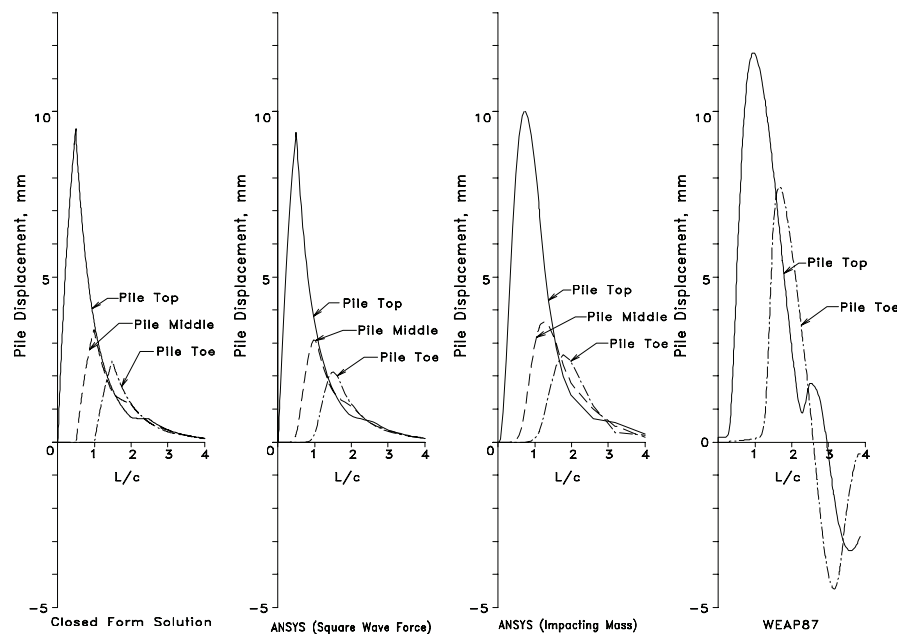 Pile Displacement, mm
10
5
0
-5
1
2
3
4
L/c
Pile Top
Pile Middle
Pile Toe
Closed Form Solution
Pile Displacement, mm
10
5
0
-5
1
2
3
4
L/c
Pile Top
Pile Middle
Pile Toe
ANSYS (Square Wave Force)
Pile Displacement, mm
10
5
0
-5
1
2
3
4
L/c
Pile Top
Pile Middle
Pile Toe
ANSYS (Impacting Mass)
Pile Displacement, mm
10
5
0
-5
1
2
3
4
L/c
Pile Top
Pile Toe
WEAP87